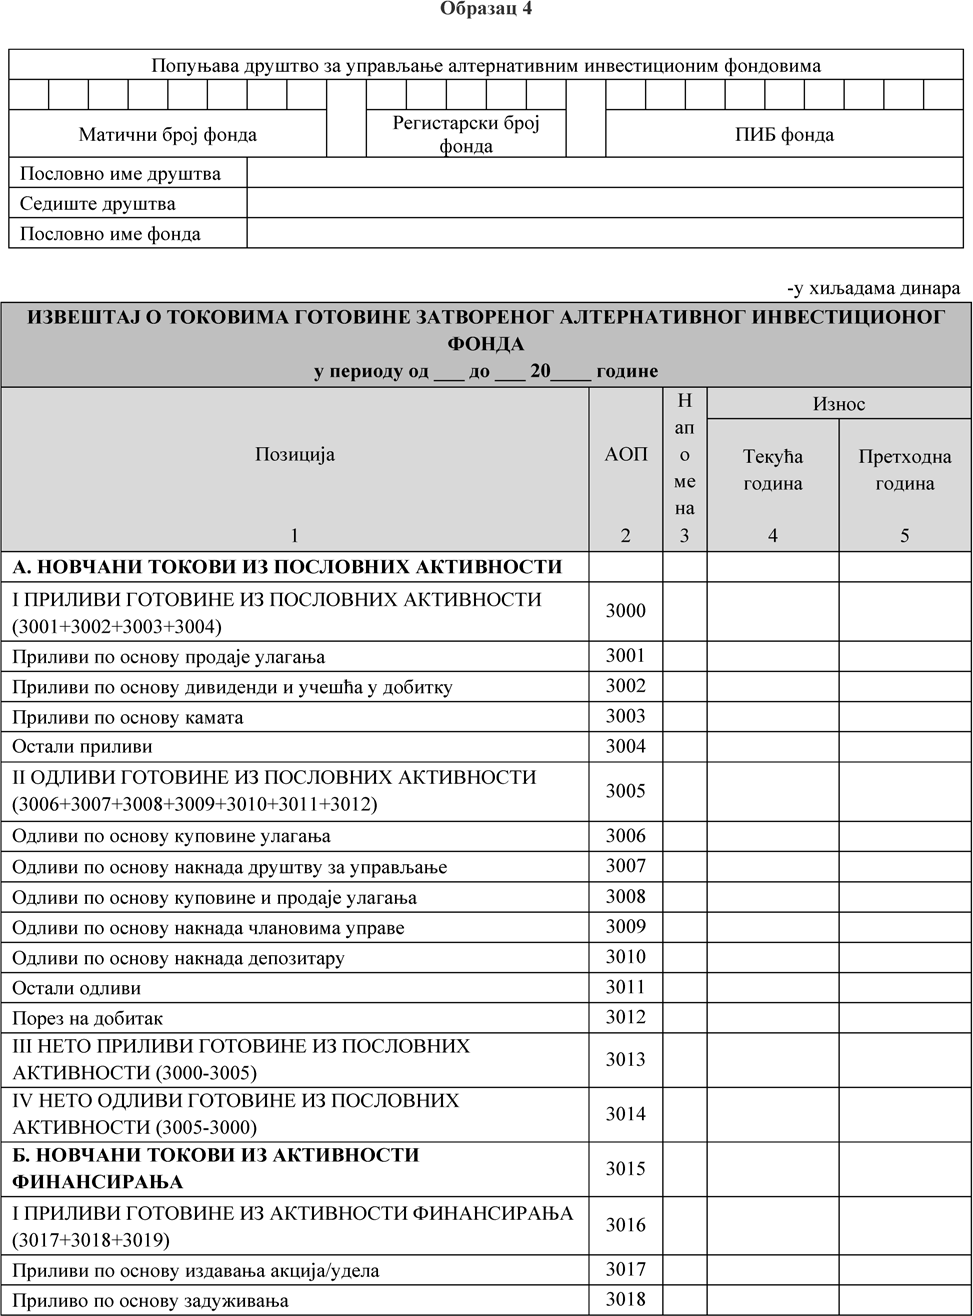 Образац 4
Попуњава друштво за управљање алтернативним инвестиционим фондовима
Матични број фонда
Регистарски број
фонда
ПИБ фонда
Пословно име друштва
Седиште друштва
Пословно име фонда
-у хиљадама динара
ИЗВЕШТАЈ О ТОКОВИМА ГОТОВИНЕ ЗАТВОРЕНОГ АЛТЕРНАТИВНОГ ИНВЕСТИЦИОНОГ
ФОНДА
у периоду од ___ до ___ 20____ године
Позиција
АОП
Н
ап
о
ме
на
Износ
Текућа
година
Претходна
година
1 2 3 4 5
А. НОВЧАНИ ТОКОВИ ИЗ ПОСЛОВНИХ АКТИВНОСТИ
I ПРИЛИВИ ГОТОВИНЕ ИЗ ПОСЛОВНИХ АКТИВНОСТИ
(3001+3002+3003+3004)
3000
Приливи по основу продаје улагања 3001
Приливи по основу дивиденди и учешћа у добитку 3002
Приливи по основу камата 3003
Остали приливи 3004
II ОДЛИВИ ГОТОВИНЕ ИЗ ПОСЛОВНИХ АКТИВНОСТИ
(3006+3007+3008+3009+3010+3011+3012)
3005
Одливи по основу куповине улагања 3006
Одливи по основу накнада друштву за управљање 3007
Одливи по основу куповине и продаје улагања 3008
Одливи по основу накнада члановима управе 3009
Одливи по основу накнада депозитару 3010
Остали одливи 3011
Порез на добитак 3012
III НЕТО ПРИЛИВИ ГОТОВИНЕ ИЗ ПОСЛОВНИХ
АКТИВНОСТИ (3000-3005)
3013
IV НЕТО ОДЛИВИ ГОТОВИНЕ ИЗ ПОСЛОВНИХ
АКТИВНОСТИ (3005-3000)
3014
Б. НОВЧАНИ ТОКОВИ ИЗ АКТИВНОСТИ
ФИНАНСИРАЊА
3015
I ПРИЛИВИ ГОТОВИНЕ ИЗ АКТИВНОСТИ ФИНАНСИРАЊА
(3017+3018+3019)
3016
Приливи по основу издавања акција/удела 3017
Приливо по основу задуживања 3018